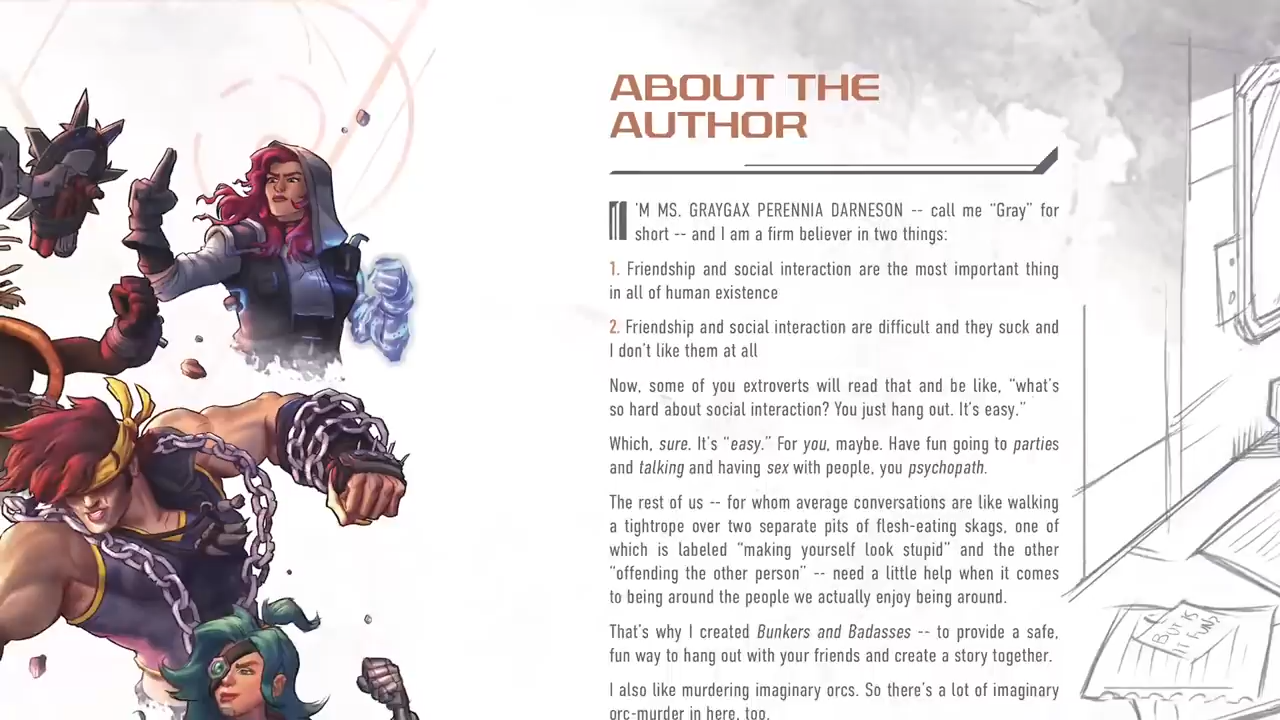 ABOUT THE
AUTHOR
I'M MS. GRAYGAX PERENNIA DARNESON -- call me “Gray” for
short -- and I am a firm believer in two things:
1. Friendship and social interaction are the most important thing
in all of human existence
2. Friendship and social interaction are difficult and they suck and
I don't like them at all
Now, some of you extroverts will read that and be like, “what's
so hard about social interaction? You just hang out. It's easy.”
Which, sure. It's “easy.” For you, maybe. Have fun going to parties
and talking and having sex with people, you psychopath.
The rest of us -- for whom average conversations are like walking
a tightrope over two separate pits of flesh-eating skags, one of
which is labeled “making yourself look stupid” and the other
“offending the other person” -- need a little help when it comes
to being around the people we actually enjoy being around.
That's why I created Bunkers and Badasses -- to provide a safe,
fun way to hang out with your friends and create a story together.
I also like murdering imaginary orcs. So there's a lot of imaginary
orc-murder in here, too.
BUT IS
IT FUN?